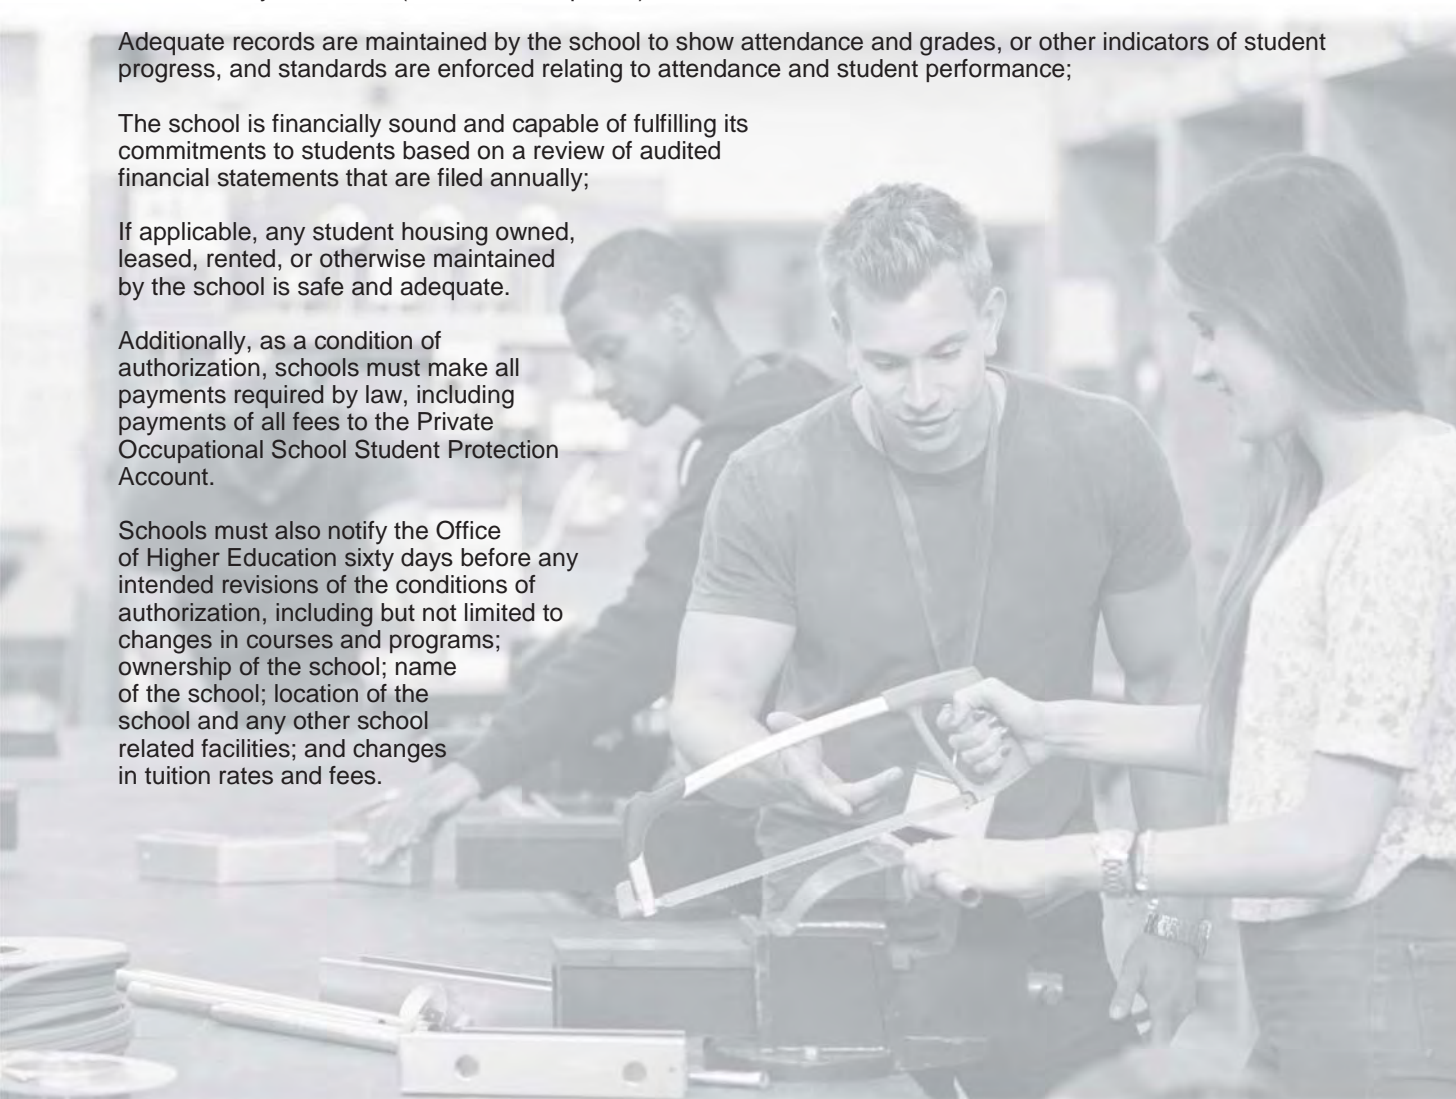 Adequate records are maintained by the school to show attendance and grades, or other indicators of student
progress, and standards are enforced relating to attendance and student performance;
The school is financially sound and capable of fulfilling its
commitments to students based on a review of audited
financial statements that are filed annually;
If applicable, any student housing owned,
leased, rented, or otherwise maintained
by the school is safe and adequate.
Additionally, as a condition of
authorization, schools must make all
payments required by law, including
payments of all fees to the Private
Occupational School Student Protection
Account.
Schools must also notify the Office
of Higher Education sixty days before any
intended revisions of the conditions of
authorization, including but not limited to
changes in courses and programs;
ownership of the school; name
of the school; location of the
school and any other school
related facilities; and changes
in tuition rates and fees.